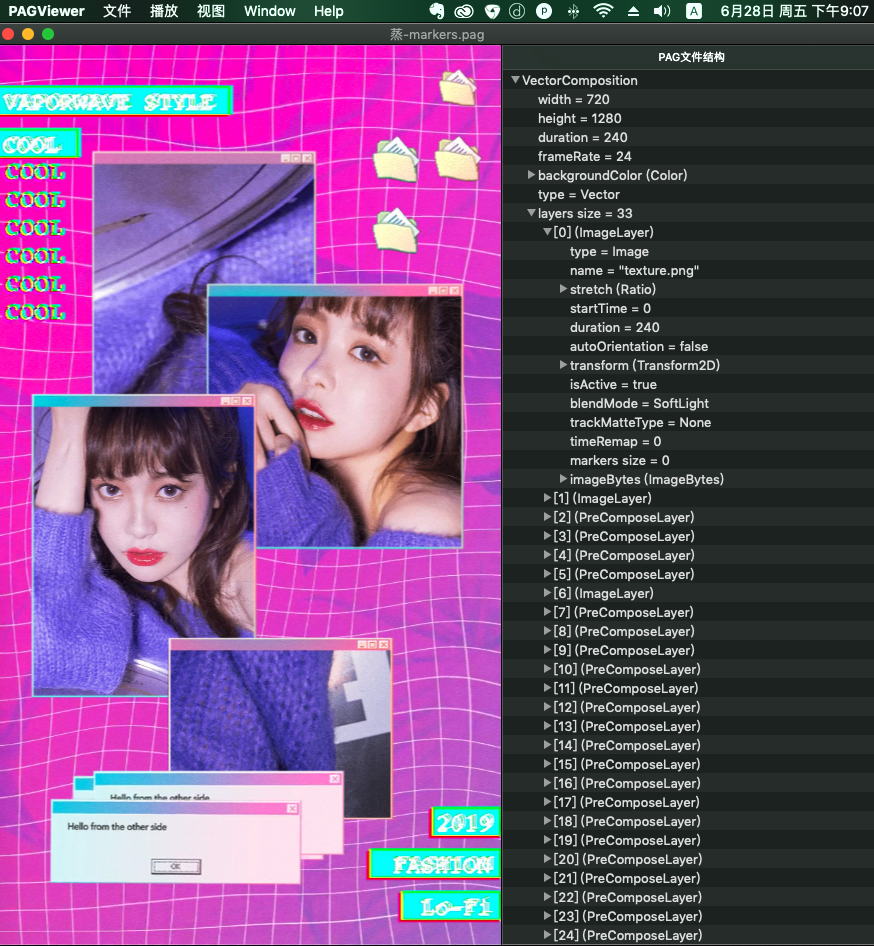 PAGViewer 文件 播放 视图 Window Help A 6月28日 周五 下午9:07
蒸-markers.pag
VAPORWAVE STYLE
COOL
COOL
COOL
COOL
COOL
COOL
COOL
Hello from the other side
Hello from the other side
OK
2019
FASHION
Lo-Fi
PAG文件结构
VectorComposition
width = 720
height = 1280
duration = 240
frameRate = 24
backgroundColor (Color)
type = Vector
layers size = 33
[0] (ImageLayer)
type = Image
name = "texture.png"
stretch (Ratio)
startTime = 0
duration = 240
autoOrientation = false
transform (Transform2D)
isActive = true
blendMode = SoftLight
trackMatteType = None
timeRemap = 0
markers size = 0
imageBytes (ImageBytes)
[1] (ImageLayer)
[2] (PreComposeLayer)
[3] (PreComposeLayer)
[4] (PreComposeLayer)
[5] (PreComposeLayer)
[6] (ImageLayer)
[7] (PreComposeLayer)
[8] (PreComposeLayer)
[9] (PreComposeLayer)
[10] (PreComposeLayer)
[11] (PreComposeLayer)
[12] (PreComposeLayer)
[13] (PreComposeLayer)
[14] (PreComposeLayer)
[15] (PreComposeLayer)
[16] (PreComposeLayer)
[17] (PreComposeLayer)
[18] (PreComposeLayer)
[19] (PreComposeLayer)
[20] (PreComposeLayer)
[21] (PreComposeLayer)
[22] (PreComposeLayer)
[23] (PreComposeLayer)
[24] (PreComposeLayer)